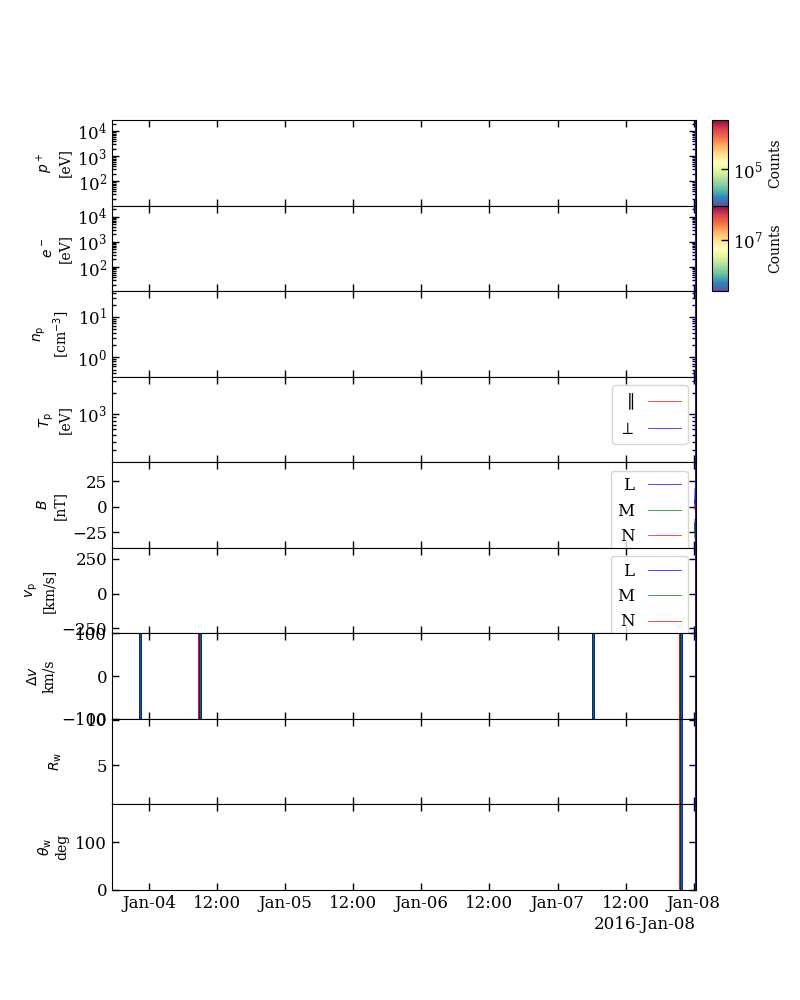 10⁴
10³
10²
p⁺
[eV]
10⁵
Counts
10⁴
10³
10²
e⁻
[eV]
10⁷
Counts
10¹
10⁰
nₚ
[cm⁻³]
10³
Tₚ
[eV]
∥
⊥
25
0
−25
B
[nT]
L
M
N
250
0
−250
vₚ
[km/s]
L
M
N
100
0
−100
Δv
km/s
10
5
R_w
100
0
θ_w
deg
Jan-04 12:00 Jan-05 12:00 Jan-06 12:00 Jan-07 12:00 Jan-08
2016-Jan-08